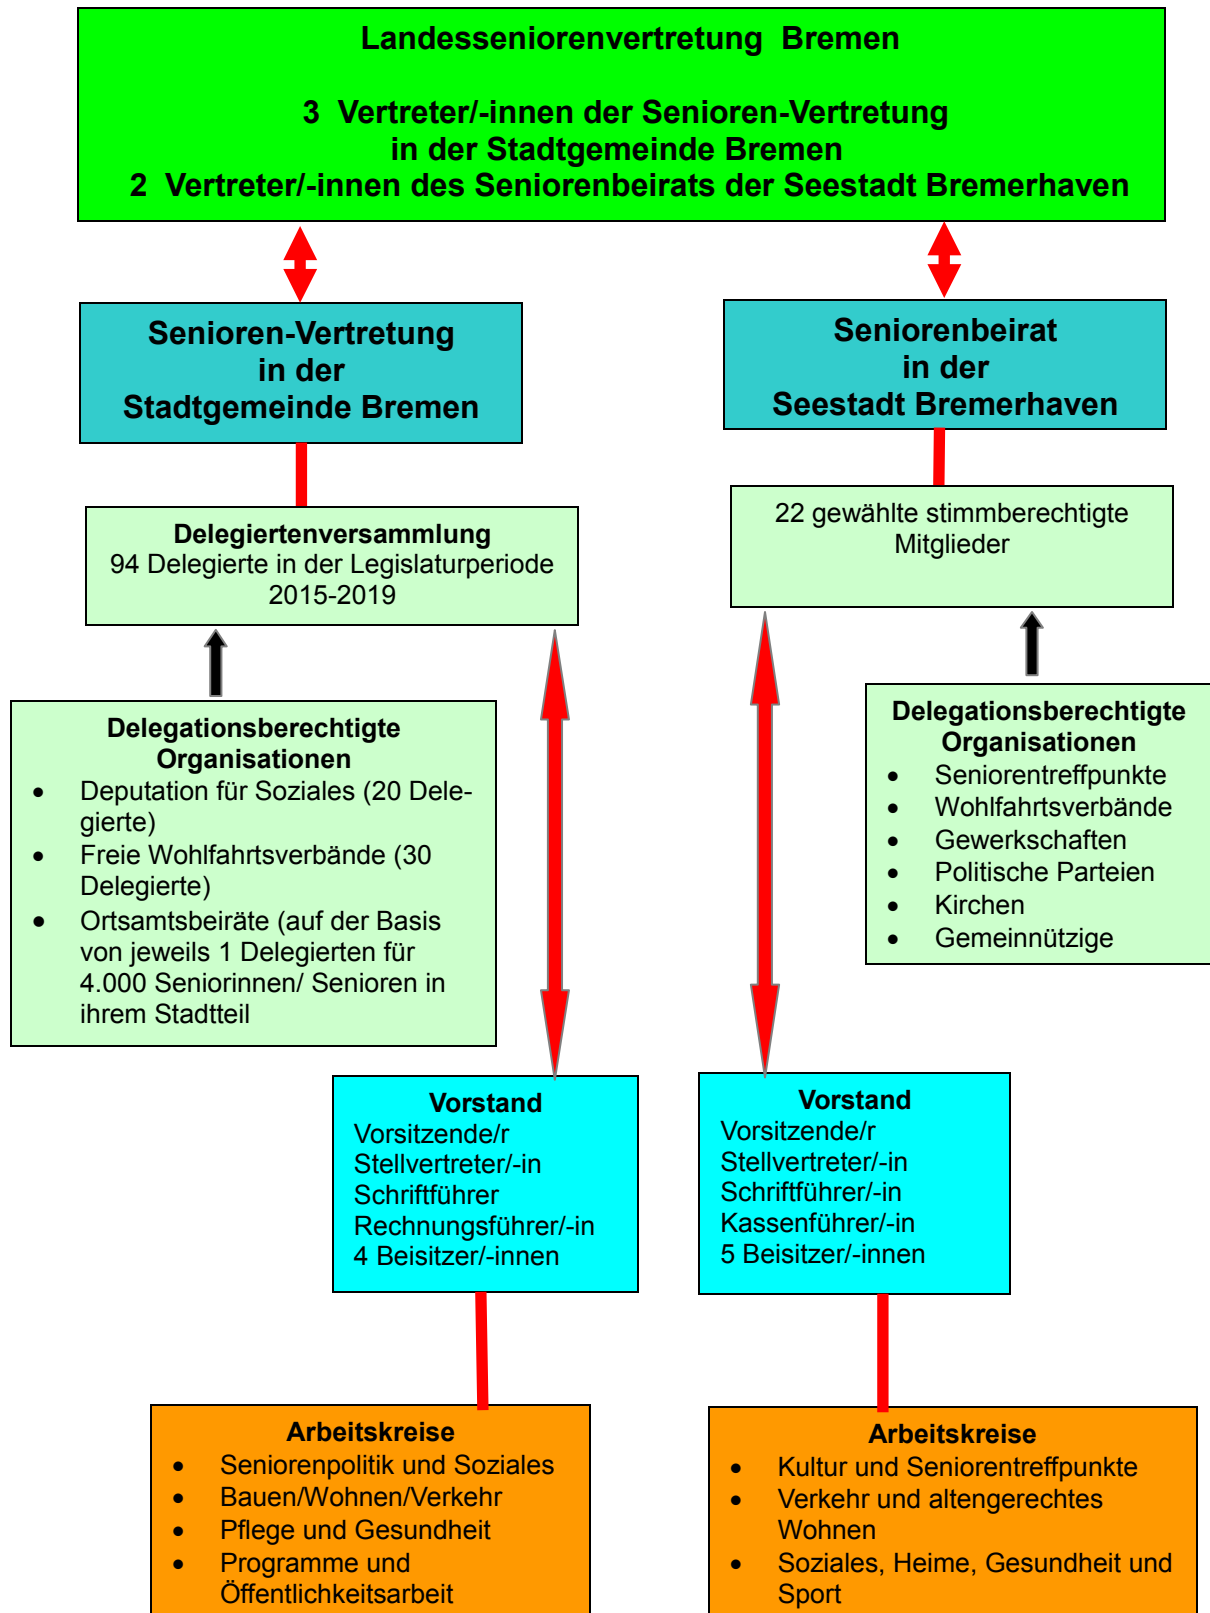 Landesseniorenvertretung Bremen
3 Vertreter/-innen der Senioren-Vertretung
in der Stadtgemeinde Bremen
2 Vertreter/-innen des Seniorenbeirats der Seestadt Bremerhaven
Senioren-Vertretung
in der
Stadtgemeinde Bremen
Seniorenbeirat
in der
Seestadt Bremerhaven
Delegiertenversammlung
94 Delegierte in der Legislaturperiode
2015-2019
22 gewählte stimmberechtigte
Mitglieder
Delegationsberechtigte
Organisationen
• Deputation für Soziales (20 Dele-
gierte)
• Freie Wohlfahrtsverbände (30
Delegierte)
• Ortsamtsbeiräte (auf der Basis
von jeweils 1 Delegierten für
4.000 Seniorinnen/ Senioren in
ihrem Stadtteil
Delegationsberechtigte
Organisationen
• Seniorentreffpunkte
• Wohlfahrtsverbände
• Gewerkschaften
• Politische Parteien
• Kirchen
• Gemeinnützige
Vorstand
Vorsitzende/r
Stellvertreter/-in
Schriftführer
Rechnungsführer/-in
4 Beisitzer/-innen
Vorstand
Vorsitzende/r
Stellvertreter/-in
Schriftführer/-in
Kassenführer/-in
5 Beisitzer/-innen
Arbeitskreise
• Seniorenpolitik und Soziales
• Bauen/Wohnen/Verkehr
• Pflege und Gesundheit
• Programme und
Öffentlichkeitsarbeit
Arbeitskreise
• Kultur und Seniorentreffpunkte
• Verkehr und altengerechtes
Wohnen
• Soziales, Heime, Gesundheit und
Sport